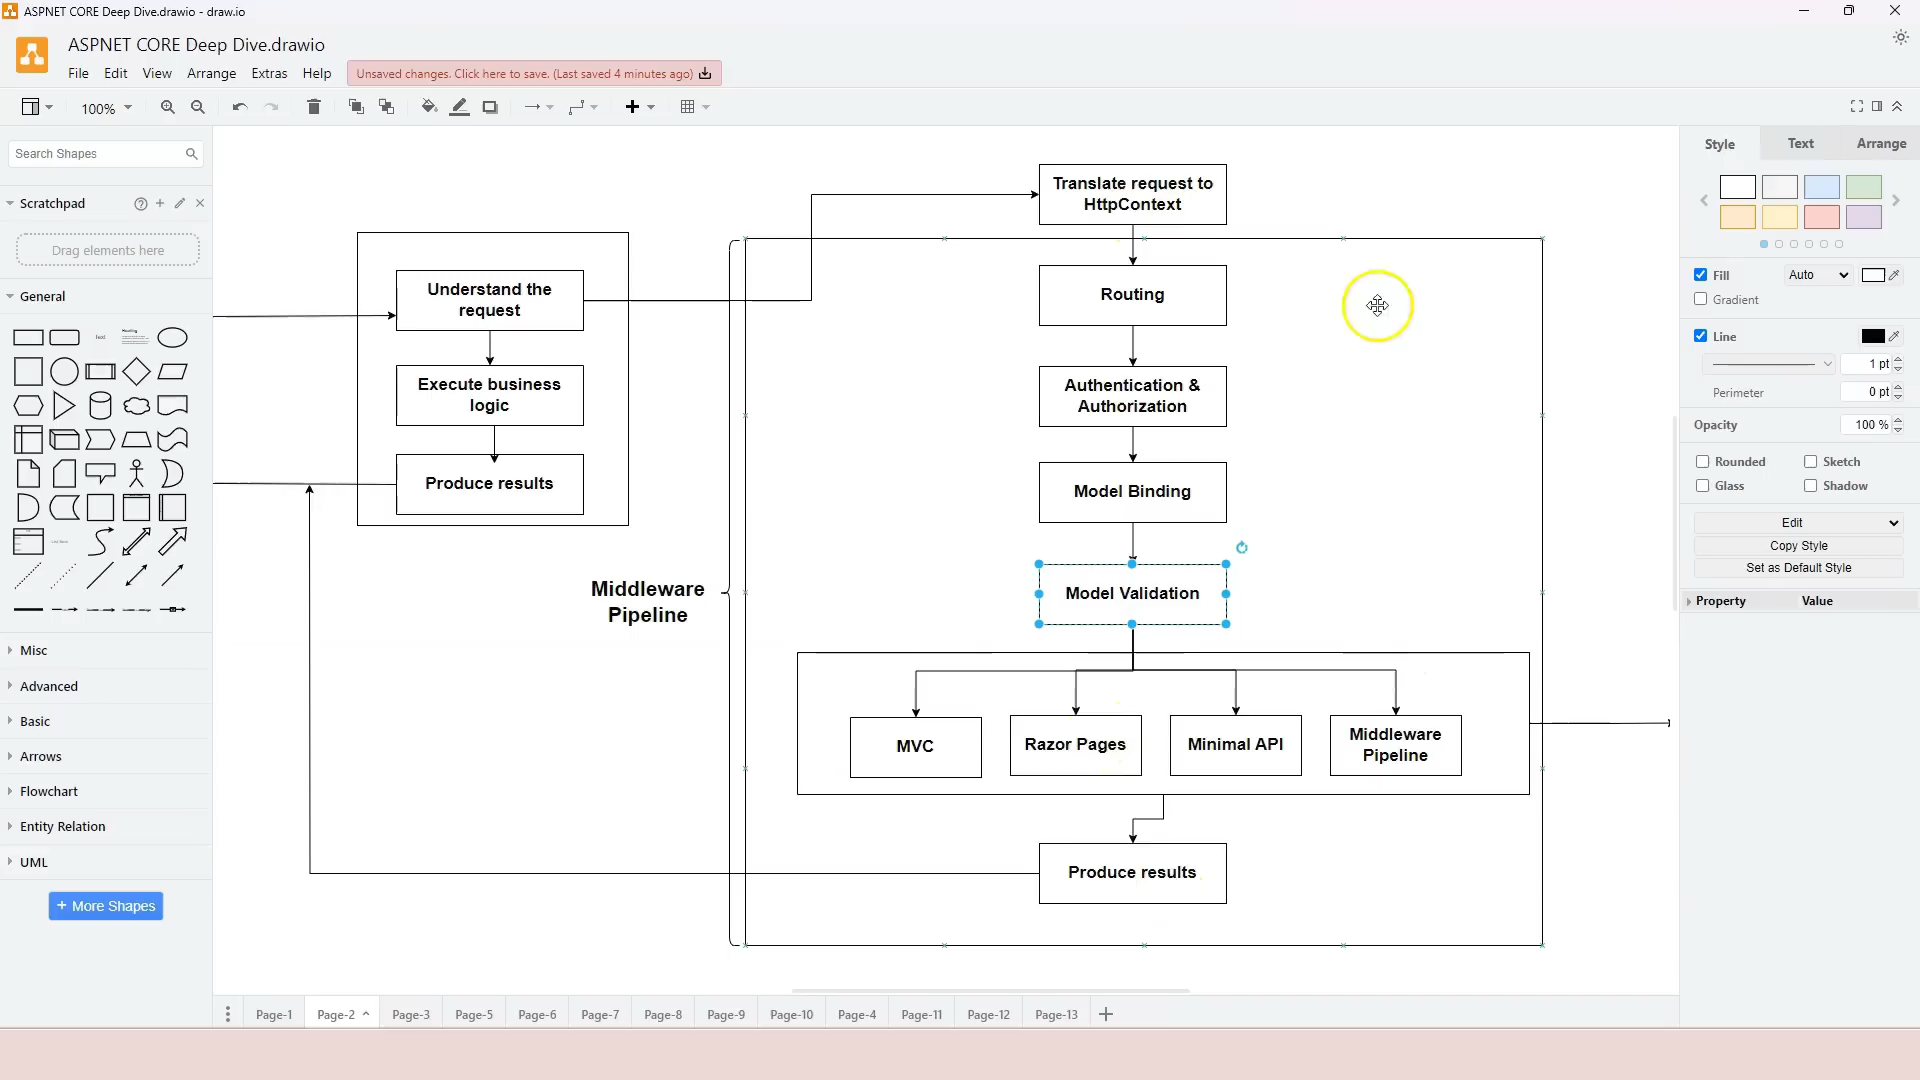 ASPNET CORE Deep Dive.drawio - draw.io
ASPNET CORE Deep Dive.drawio
File Edit View Arrange Extras Help
Unsaved changes. Click here to save. (Last saved 4 minutes ago)
100%
Search Shapes
Scratchpad
Drag elements here
General
Misc
Advanced
Basic
Arrows
Flowchart
Entity Relation
UML
+ More Shapes
Understand the
request
Execute business
logic
Produce results
Middleware
Pipeline
Translate request to
HttpContext
Routing
Authentication &
Authorization
Model Binding
Model Validation
MVC
Razor Pages
Minimal API
Middleware
Pipeline
Produce results
Style Text Arrange
Fill Auto
Gradient
Line
1 pt
Perimeter 0 pt
Opacity 100 %
Rounded Sketch
Glass Shadow
Edit
Copy Style
Set as Default Style
Property Value
Page-1 Page-2 Page-3 Page-5 Page-6 Page-7 Page-8 Page-9 Page-10 Page-4 Page-11 Page-12 Page-13